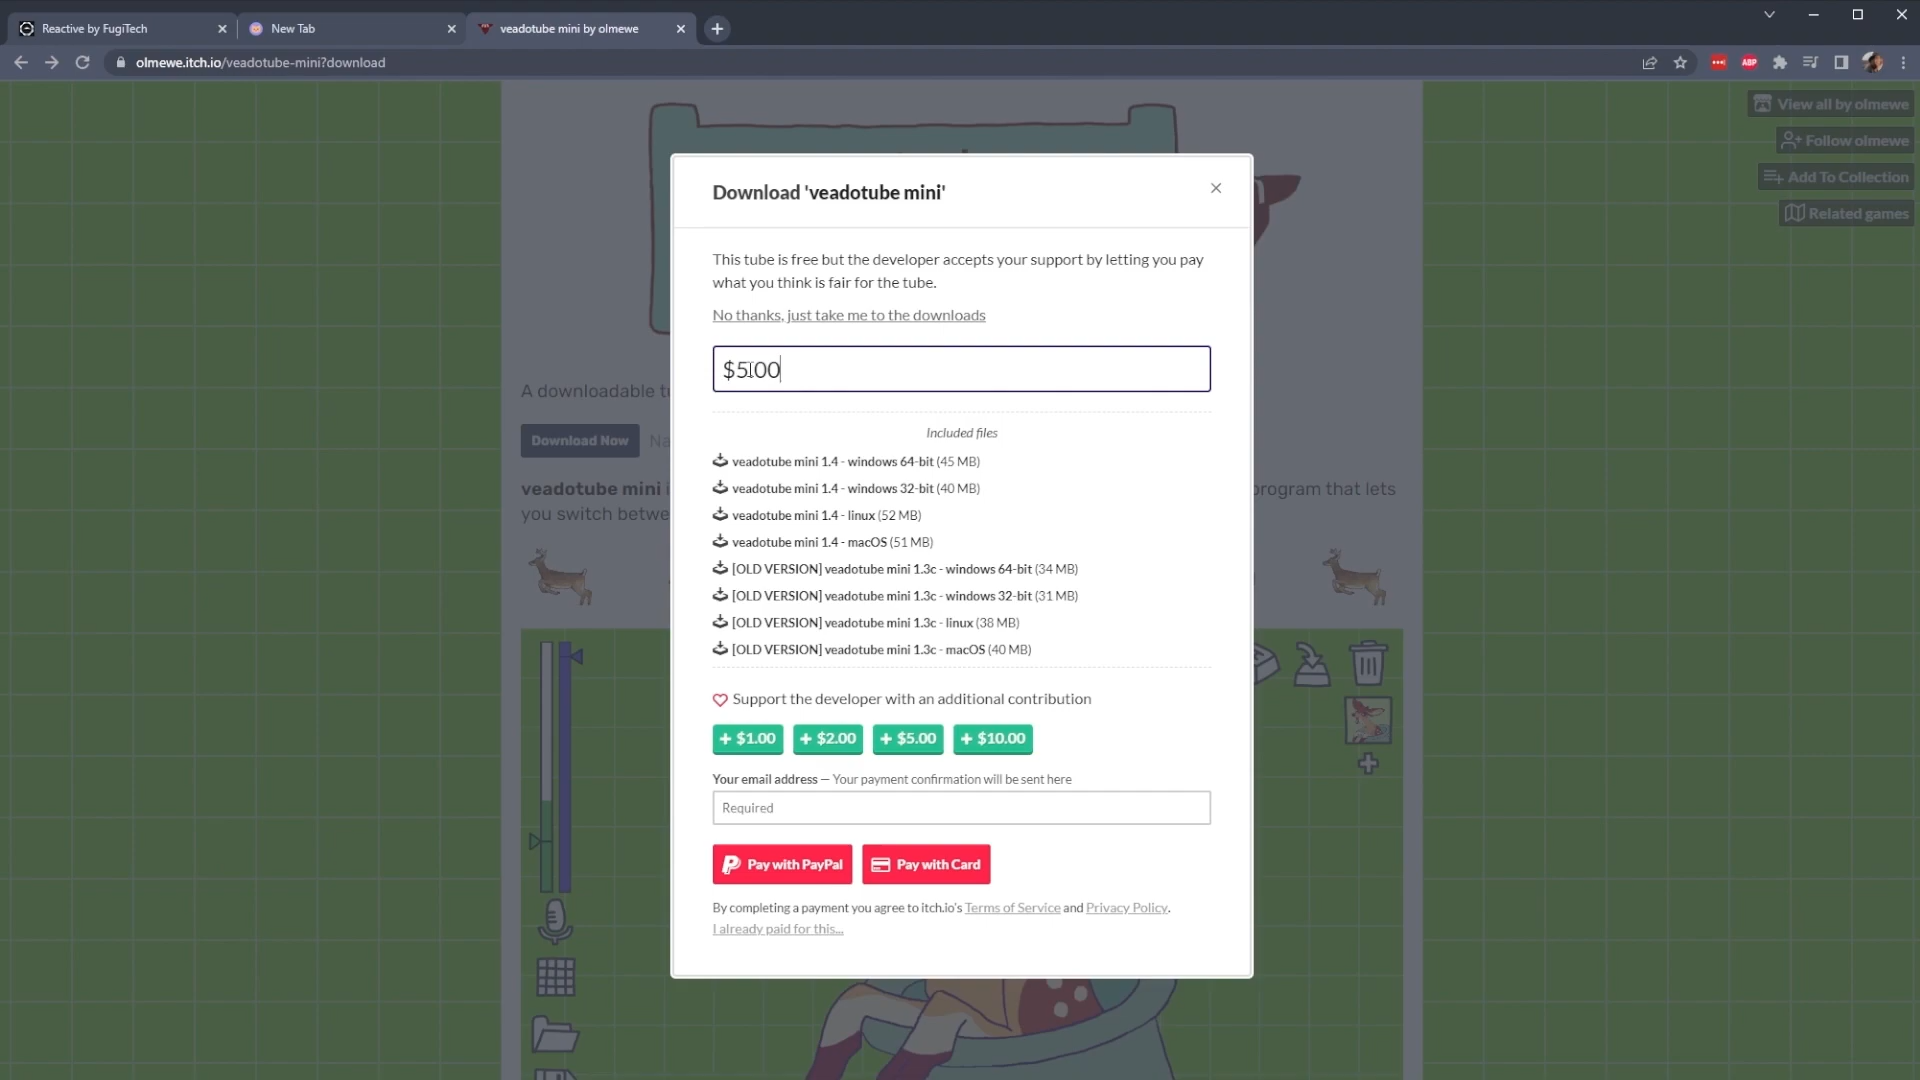 Reactive by FugiTech
New Tab
veadotube mini by olmewe
olmewe.itch.io/veadotube-mini?download
ABP
View all by olmewe
Follow olmewe
Add To Collection
Related games
Download 'veadotube mini'
This tube is free but the developer accepts your support by letting you pay
what you think is fair for the tube.
No thanks, just take me to the downloads
$5.00
A downloadable
Download Now
Included files
veadotube mini 1.4 - windows 64-bit (45 MB)
veadotube mini 1.4 - windows 32-bit (40 MB)
veadotube mini
program that lets
you switch
veadotube mini 1.4 - linux (52 MB)
veadotube mini 1.4 - macOS (51 MB)
[OLD VERSION] veadotube mini 1.3c - windows 64-bit (34 MB)
[OLD VERSION] veadotube mini 1.3c - windows 32-bit (31 MB)
[OLD VERSION] veadotube mini 1.3c - linux (38 MB)
[OLD VERSION] veadotube mini 1.3c - macOS (40 MB)
Support the developer with an additional contribution
+ $1.00
+ $2.00
+ $5.00
+ $10.00
Your email address — Your payment confirmation will be sent here
Required
Pay with PayPal
Pay with Card
By completing a payment you agree to itch.io's Terms of Service and Privacy Policy.
I already paid for this...